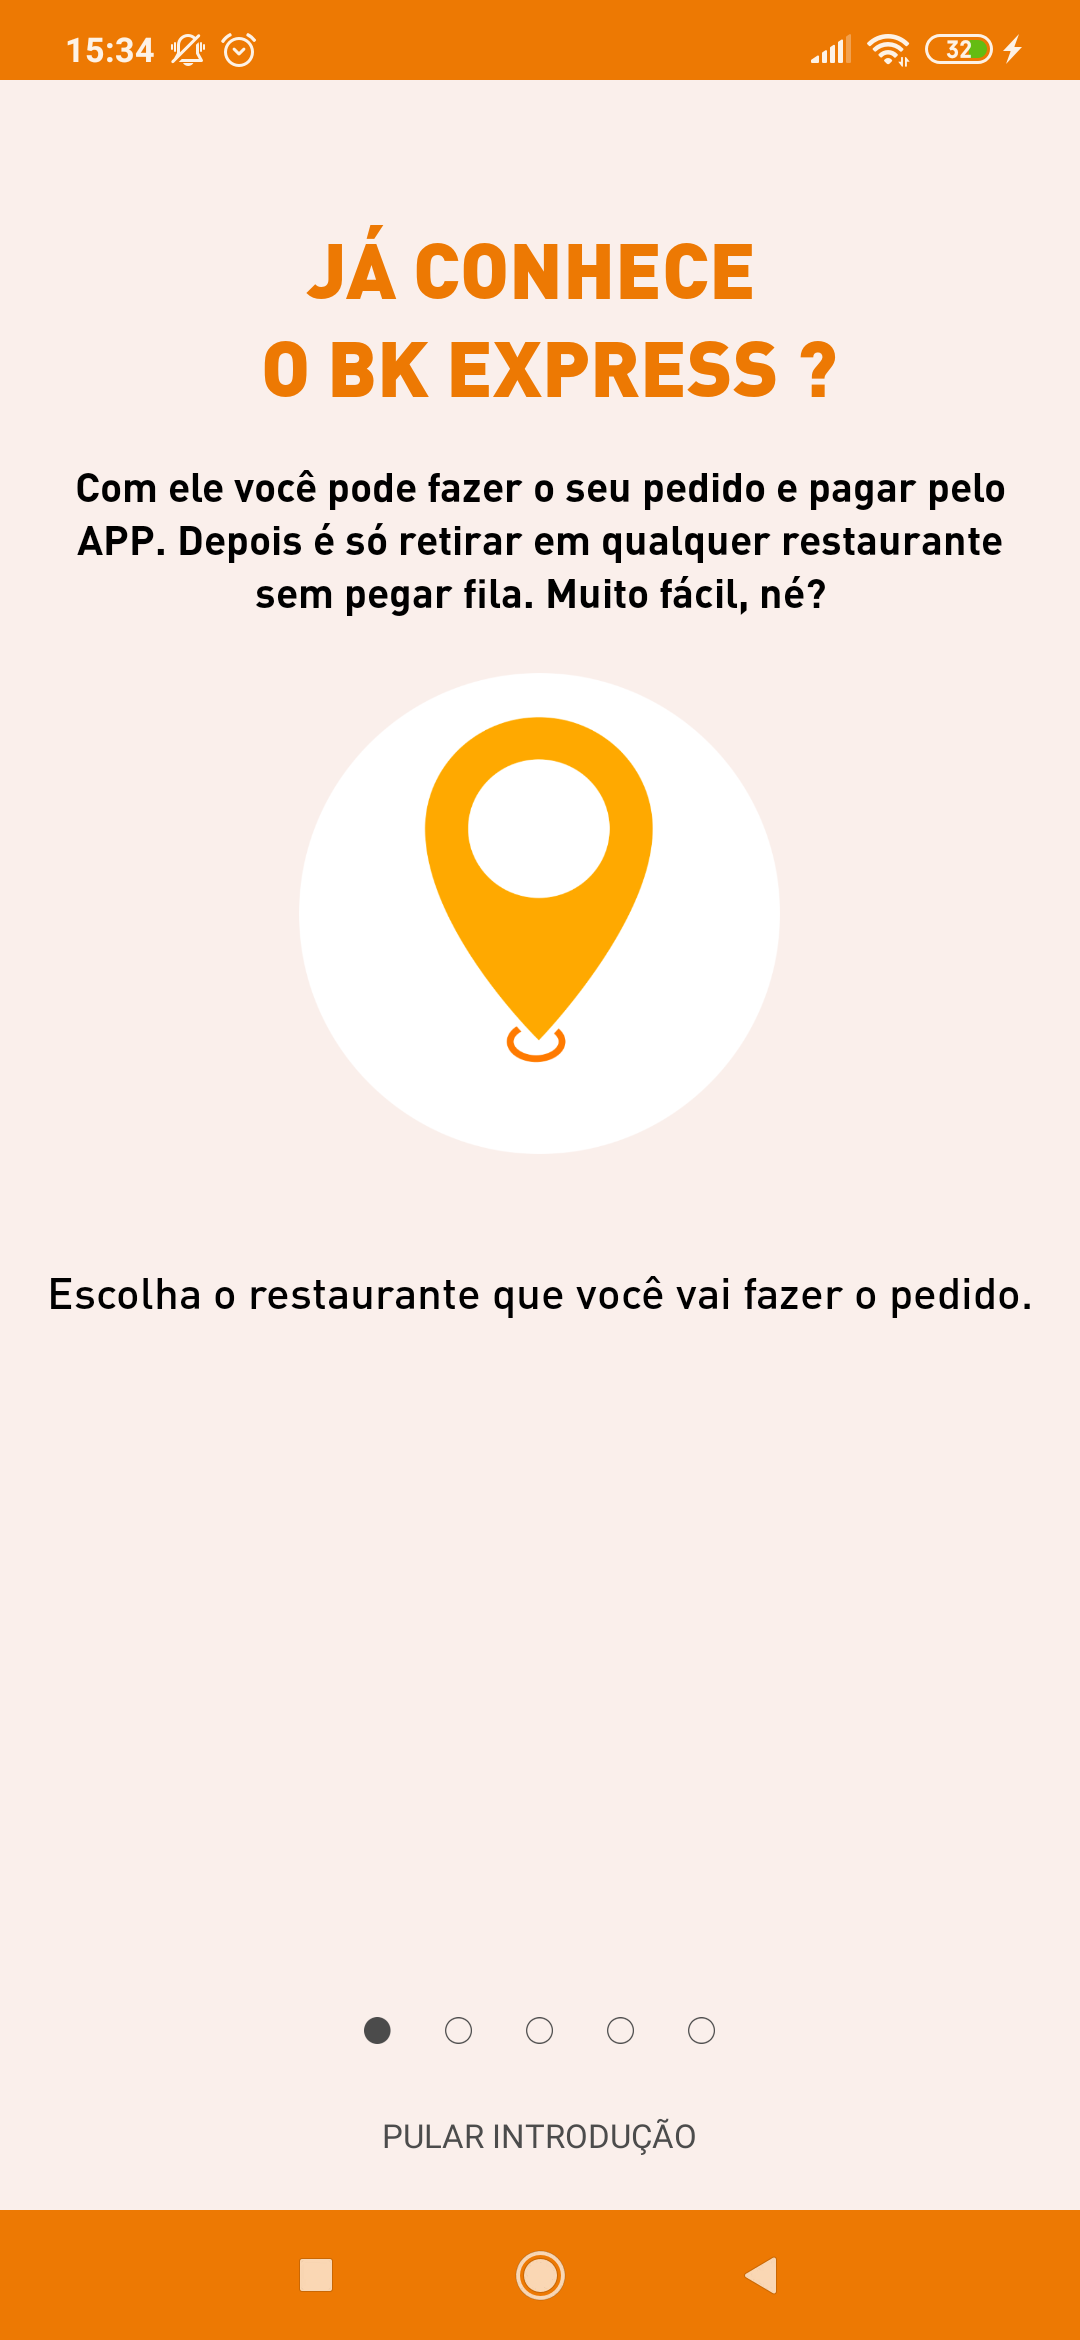 15:34
32
JÁ CONHECE
O BK EXPRESS ?
Com ele você pode fazer o seu pedido e pagar pelo
APP. Depois é só retirar em qualquer restaurante
sem pegar fila. Muito fácil, né?
Escolha o restaurante que você vai fazer o pedido.
PULAR INTRODUÇÃO